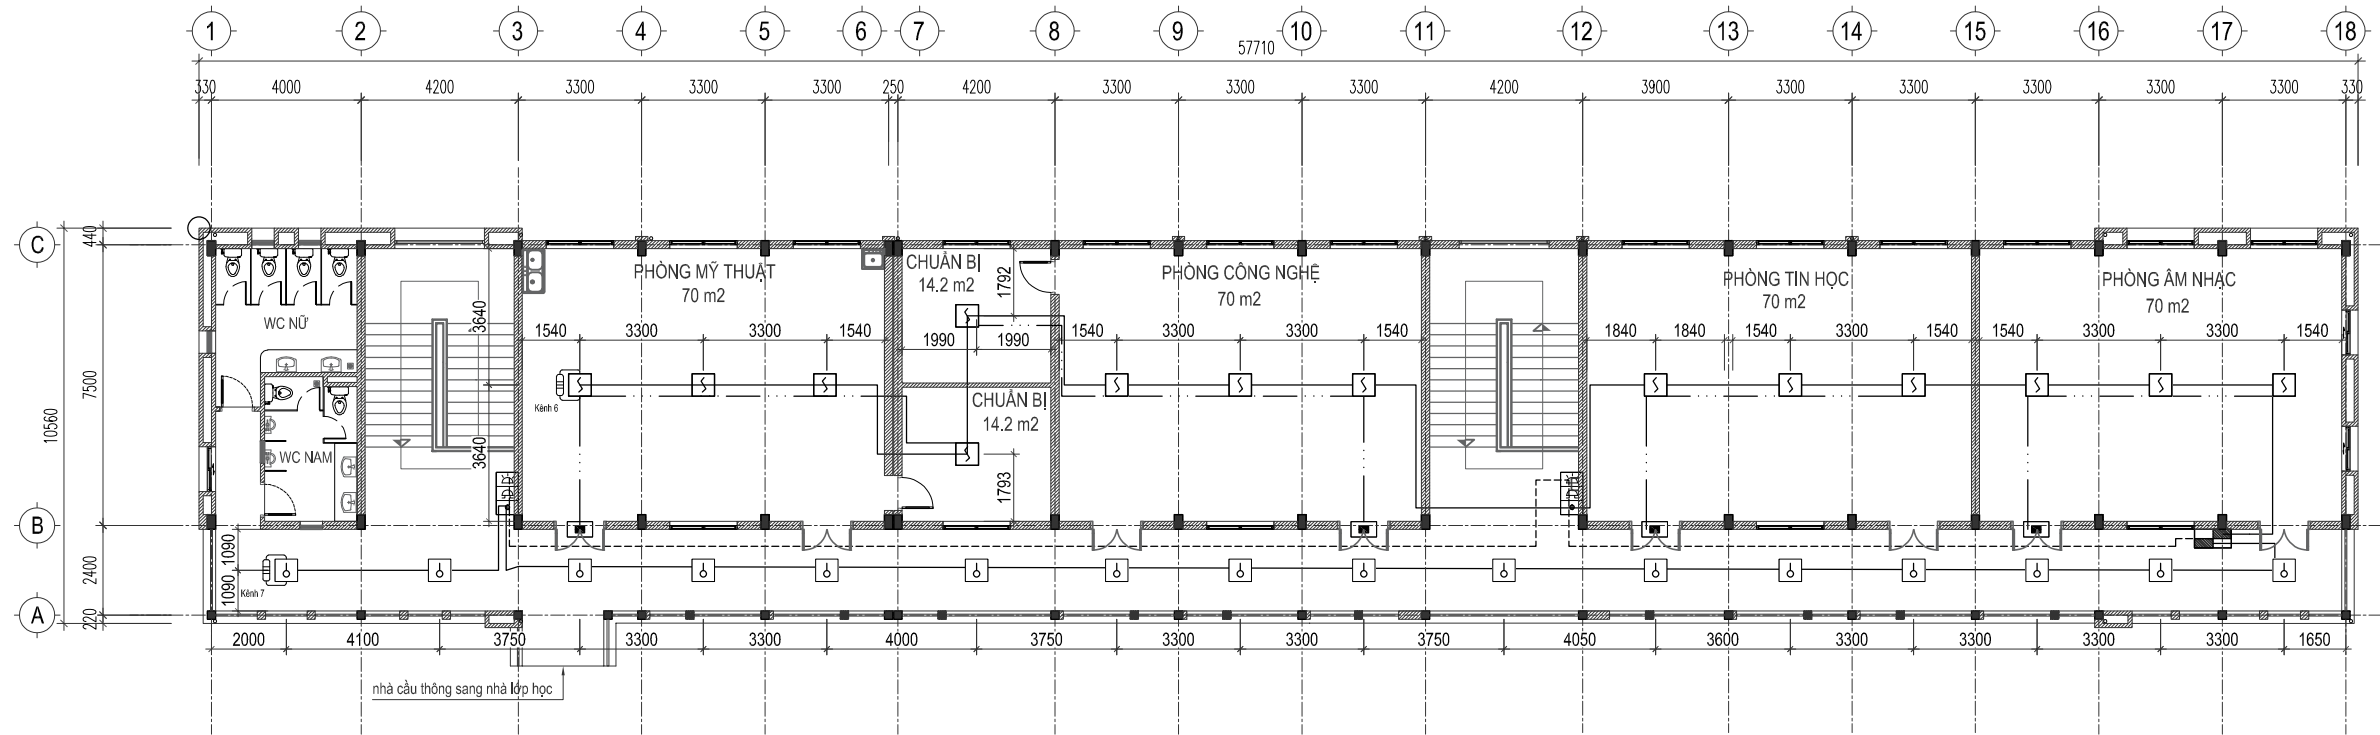 1 2 3 4 5 6 7 8 9 10 11 12 13 14 15 16 17 18
57710
330 4000 4200 3300 3300 3300 250 4200 3300 3300 3300 4200 3900 3300 3300 3300 3300 3300 330
C
440
PHÒNG MỸ THUẬT
70 m2
CHUẨN BỊ
14.2 m2
1792
PHÒNG CÔNG NGHỆ
70 m2
PHÒNG TIN HỌC
70 m2
PHÒNG ÂM NHẠC
70 m2
WC NỮ
3640
1540 3300 3300 1540
1990 1990
1540 3300 3300 1540
1840 1840 1540 3300 1540
1540 3300 3300 1540
7500
10560
Kênh 6
CHUẨN BỊ
14.2 m2
WC NAM
3640
1793
B
1090
2400
1090
Kênh 7
A
220
2000 4100 3750 3300 3300 4000 3750 3300 3300 3750 4050 3600 3300 3300 3300 3300 1650
nhà cầu thông sang nhà lớp học